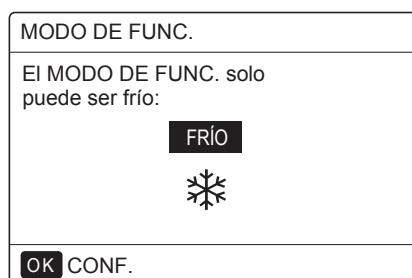 MODO DE FUNC.
El MODO DE FUNC. solo
puede ser frío:
FRÍO
OK CONF.